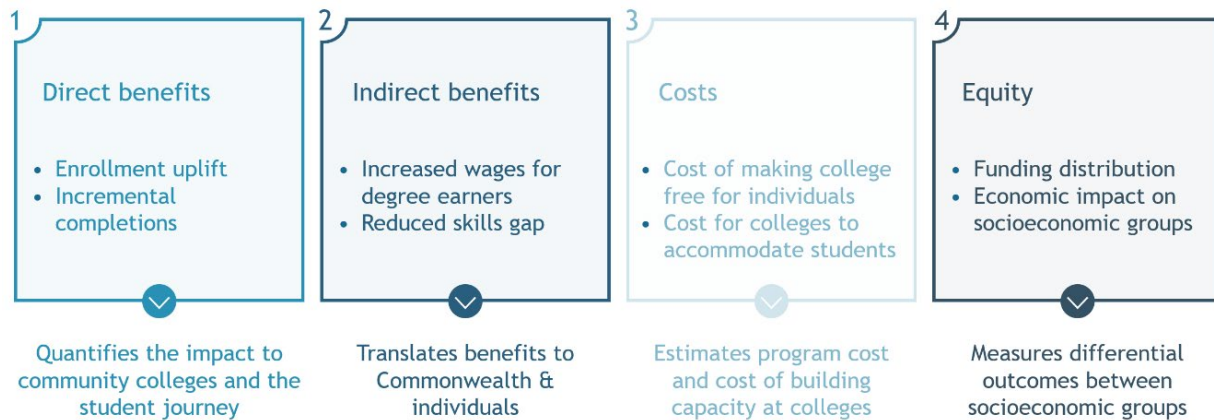 1
Direct benefits
• Enrollment uplift
• Incremental
completions
Quantifies the impact to
community colleges and the
student journey
2
Indirect benefits
• Increased wages for
degree earners
• Reduced skills gap
Translates benefits to
Commonwealth &
individuals
3
Costs
• Cost of making college
free for individuals
• Cost for colleges to
accommodate students
Estimates program cost
and cost of building
capacity at colleges
4
Equity
• Funding distribution
• Economic impact on
socioeconomic groups
Measures differential
outcomes between
socioeconomic groups